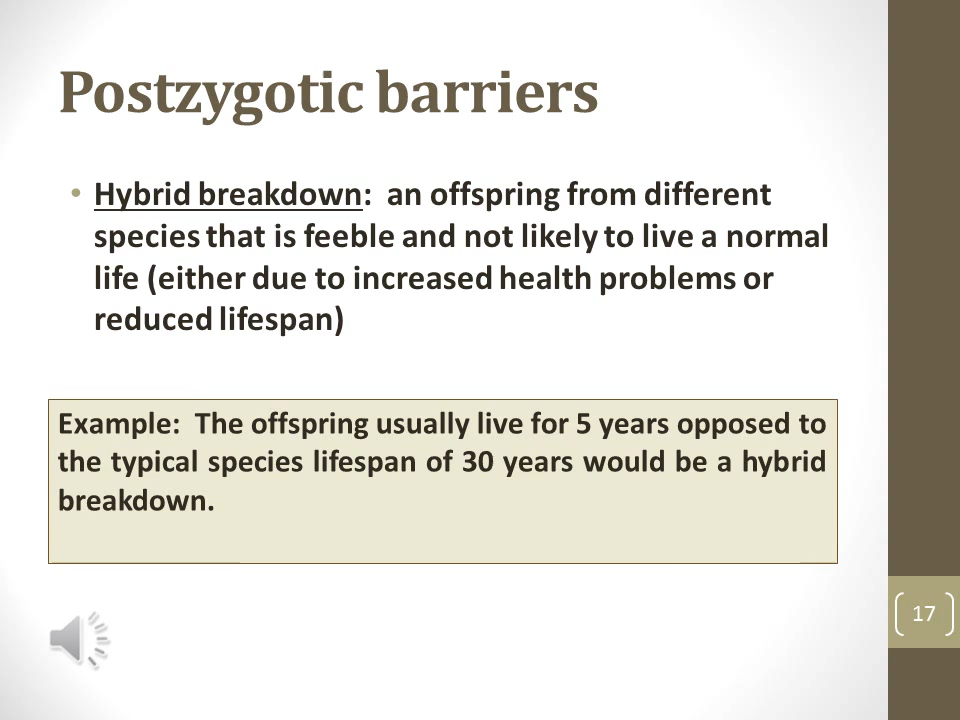 Postzygotic barriers
• Hybrid breakdown: an offspring from different
species that is feeble and not likely to live a normal
life (either due to increased health problems or
reduced lifespan)
Example: The offspring usually live for 5 years opposed to
the typical species lifespan of 30 years would be a hybrid
breakdown.
17